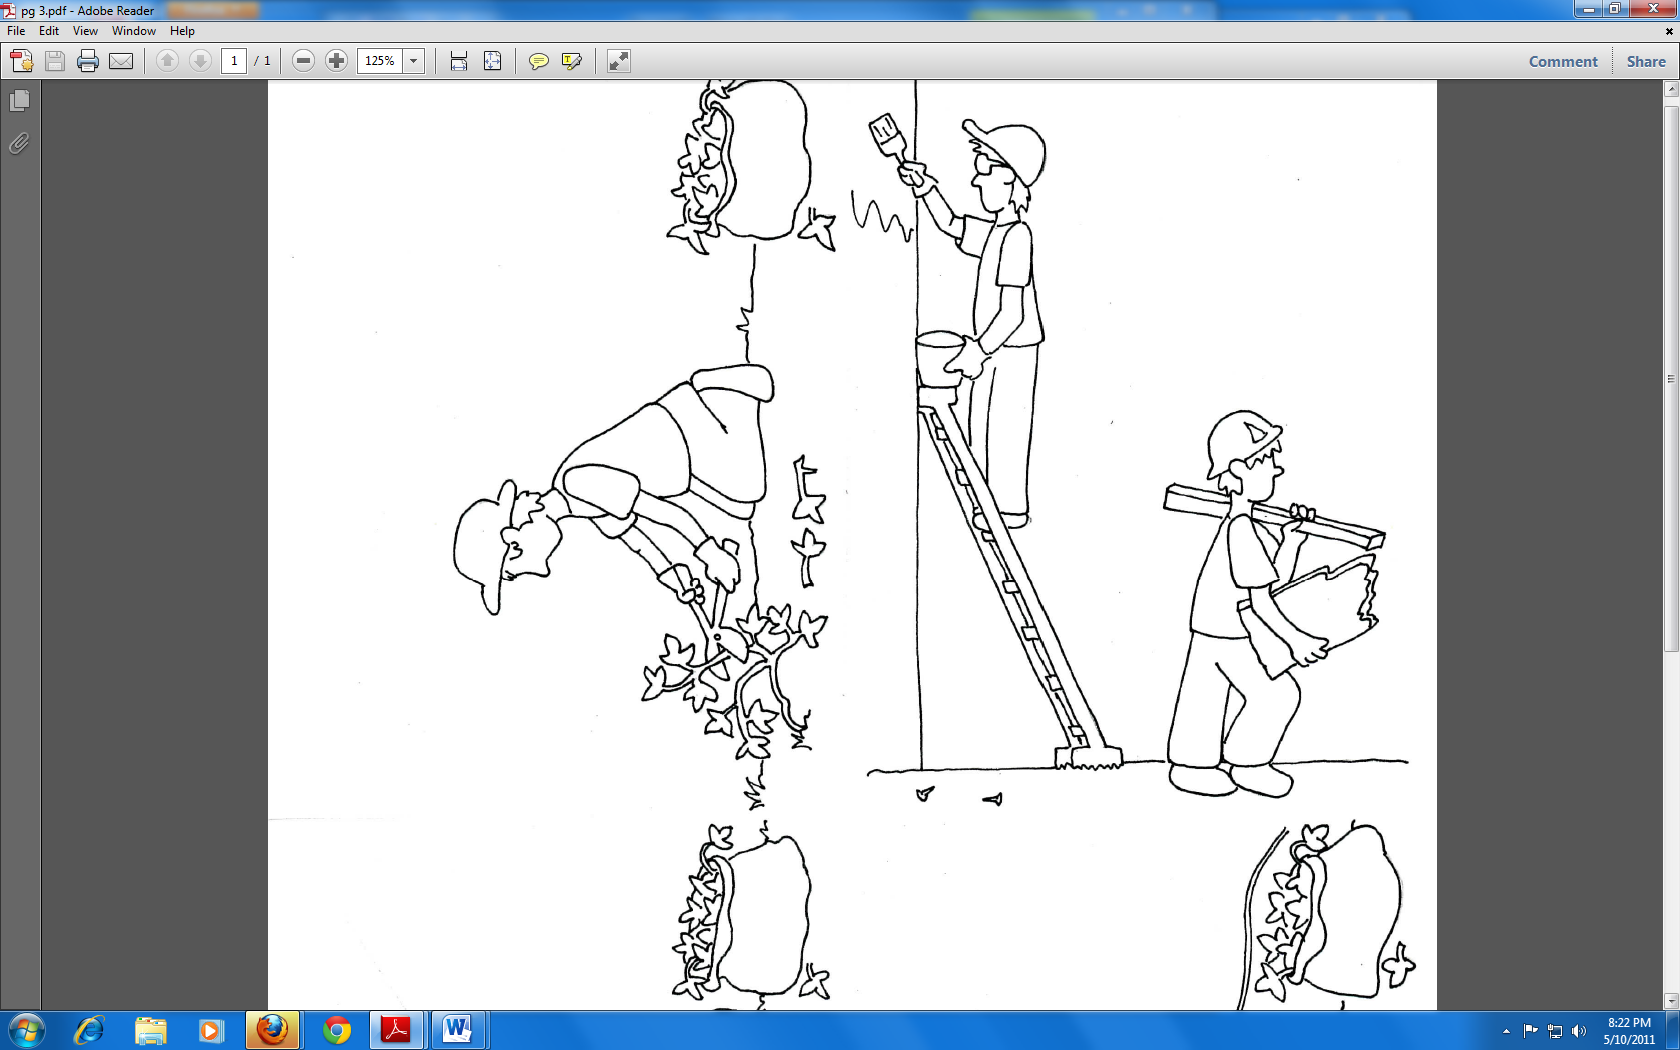 pg 3.pdf - Adobe Reader
File Edit View Window Help
1 / 1 125% Comment Share
8:22 PM
5/10/2011